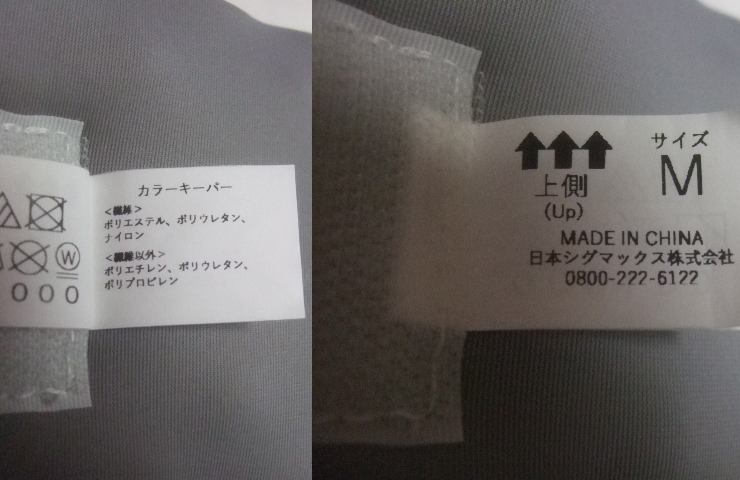 カラーキーパー
<繊維>
ポリエステル、ポリウレタン、
ナイロン
<繊維以外>
ポリエチレン、ポリウレタン、
ポリプロピレン
W
000
サイズ
M
上側
(Up)
MADE IN CHINA
日本シグマックス株式会社
0800-222-6122